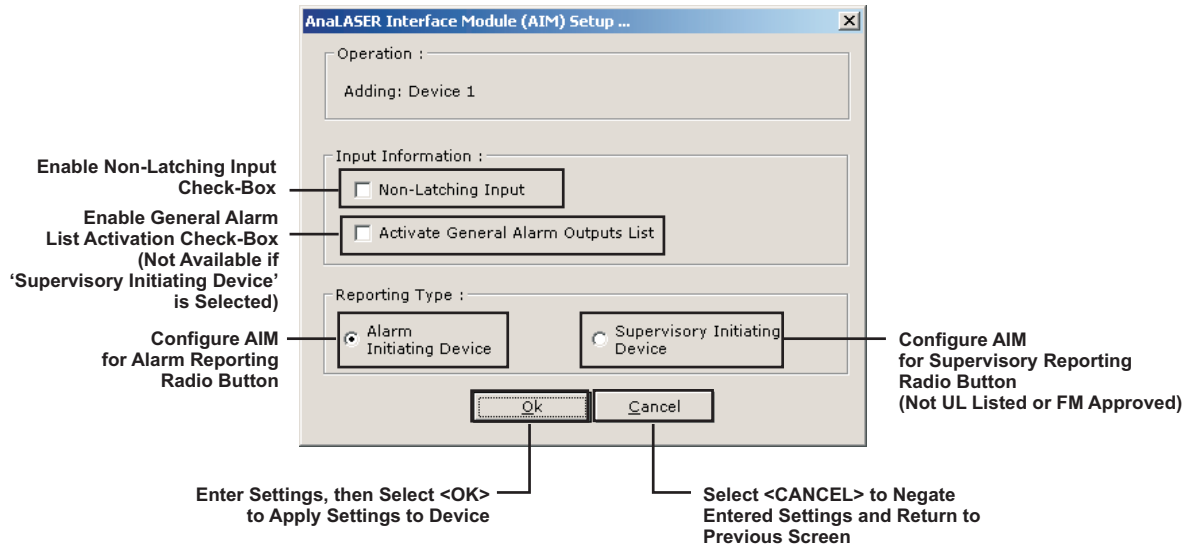 AnaLASER Interface Module (AIM) Setup ...
Operation :
Adding: Device 1
Input Information :
Enable Non-Latching Input
Check-Box
Non-Latching Input
Enable General Alarm
List Activation Check-Box
(Not Available if
‘Supervisory Initiating Device’
is Selected)
Activate General Alarm Outputs List
Reporting Type :
Configure AIM
for Alarm Reporting
Radio Button
Alarm
Initiating Device
Supervisory Initiating
Device
Configure AIM
for Supervisory Reporting
Radio Button
(Not UL Listed or FM Approved)
Ok
Cancel
Enter Settings, then Select <OK>
to Apply Settings to Device
Select <CANCEL> to Negate
Entered Settings and Return to
Previous Screen